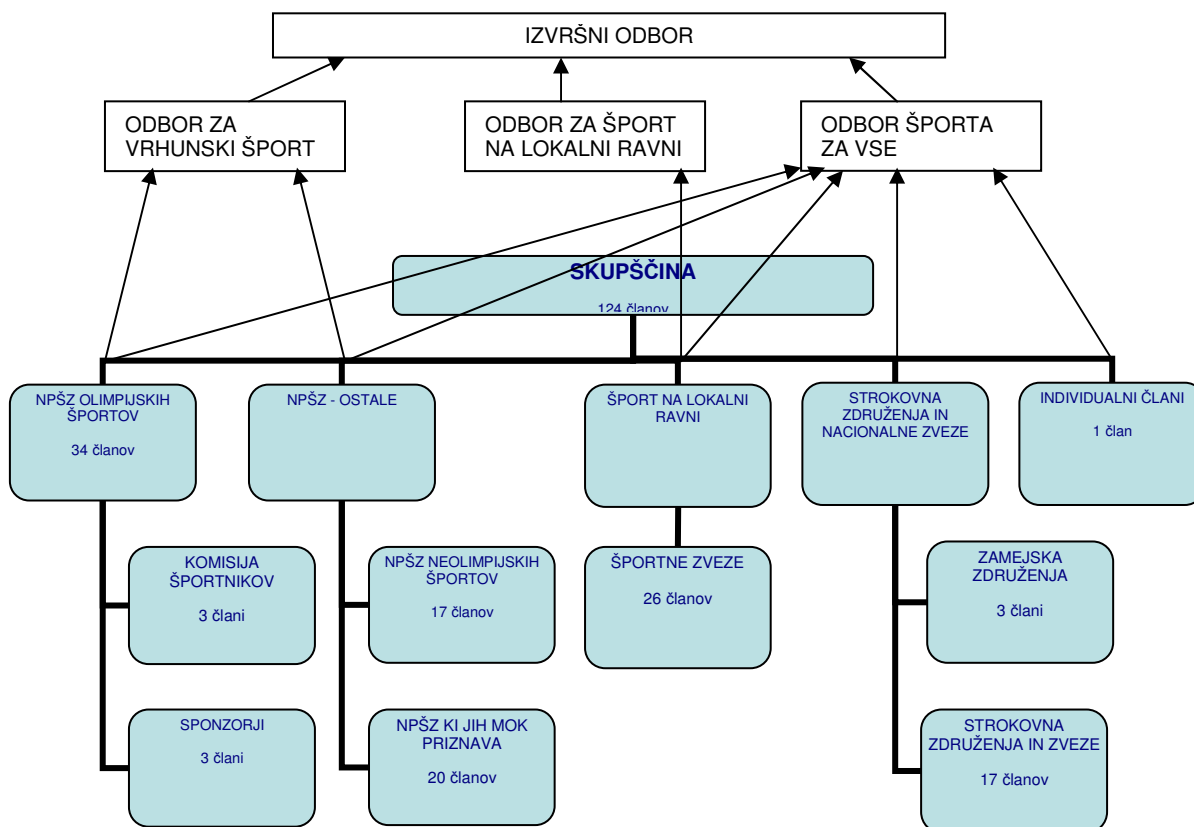 IZVRŠNI ODBOR
ODBOR ZA
VRHUNSKI ŠPORT
ODBOR ZA ŠPORT
NA LOKALNI RAVNI
ODBOR ŠPORTA
ZA VSE
SKUPŠČINA
124 članov
NPŠZ OLIMPIJSKIH
ŠPORTOV
34 članov
NPŠZ - OSTALE
ŠPORT NA LOKALNI
RAVNI
STROKOVNA
ZDRUŽENJA IN
NACIONALNE ZVEZE
INDIVIDUALNI ČLANI
1 član
KOMISIJA
ŠPORTNIKOV
3 člani
NPŠZ NEOLIMPIJSKIH
ŠPORTOV
17 članov
ŠPORTNE ZVEZE
26 članov
ZAMEJSKA
ZDRUŽENJA
3 člani
SPONZORJI
3 člani
NPŠZ KI JIH MOK
PRIZNAVA
20 članov
STROKOVNA
ZDRUŽENJA IN ZVEZE
17 članov